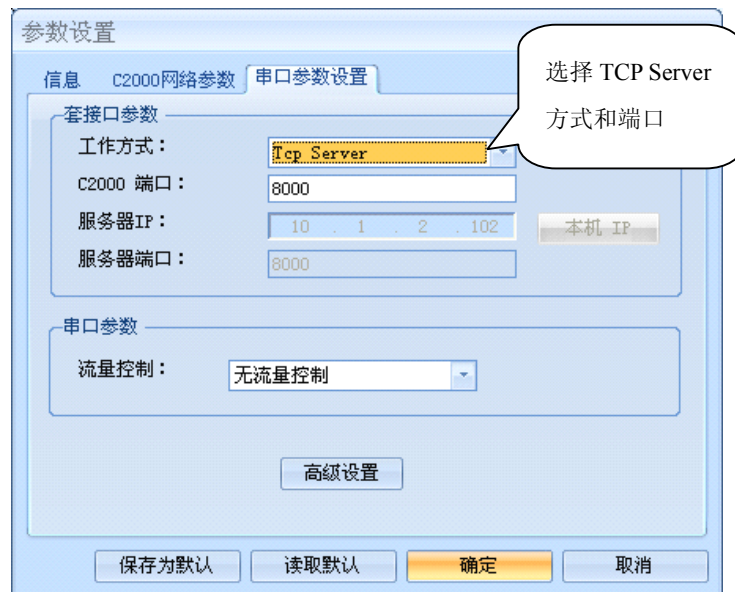 参数设置
选择 TCP Server
方式和端口
信息 C2000网络参数 串口参数设置
套接口参数
工作方式： Tcp Server
C2000 端口： 8000
服务器IP： 10 . 1 . 2 . 102 本机 IP
服务器端口： 8000
串口参数
流量控制： 无流量控制
高级设置
保存为默认 读取默认 确定 取消